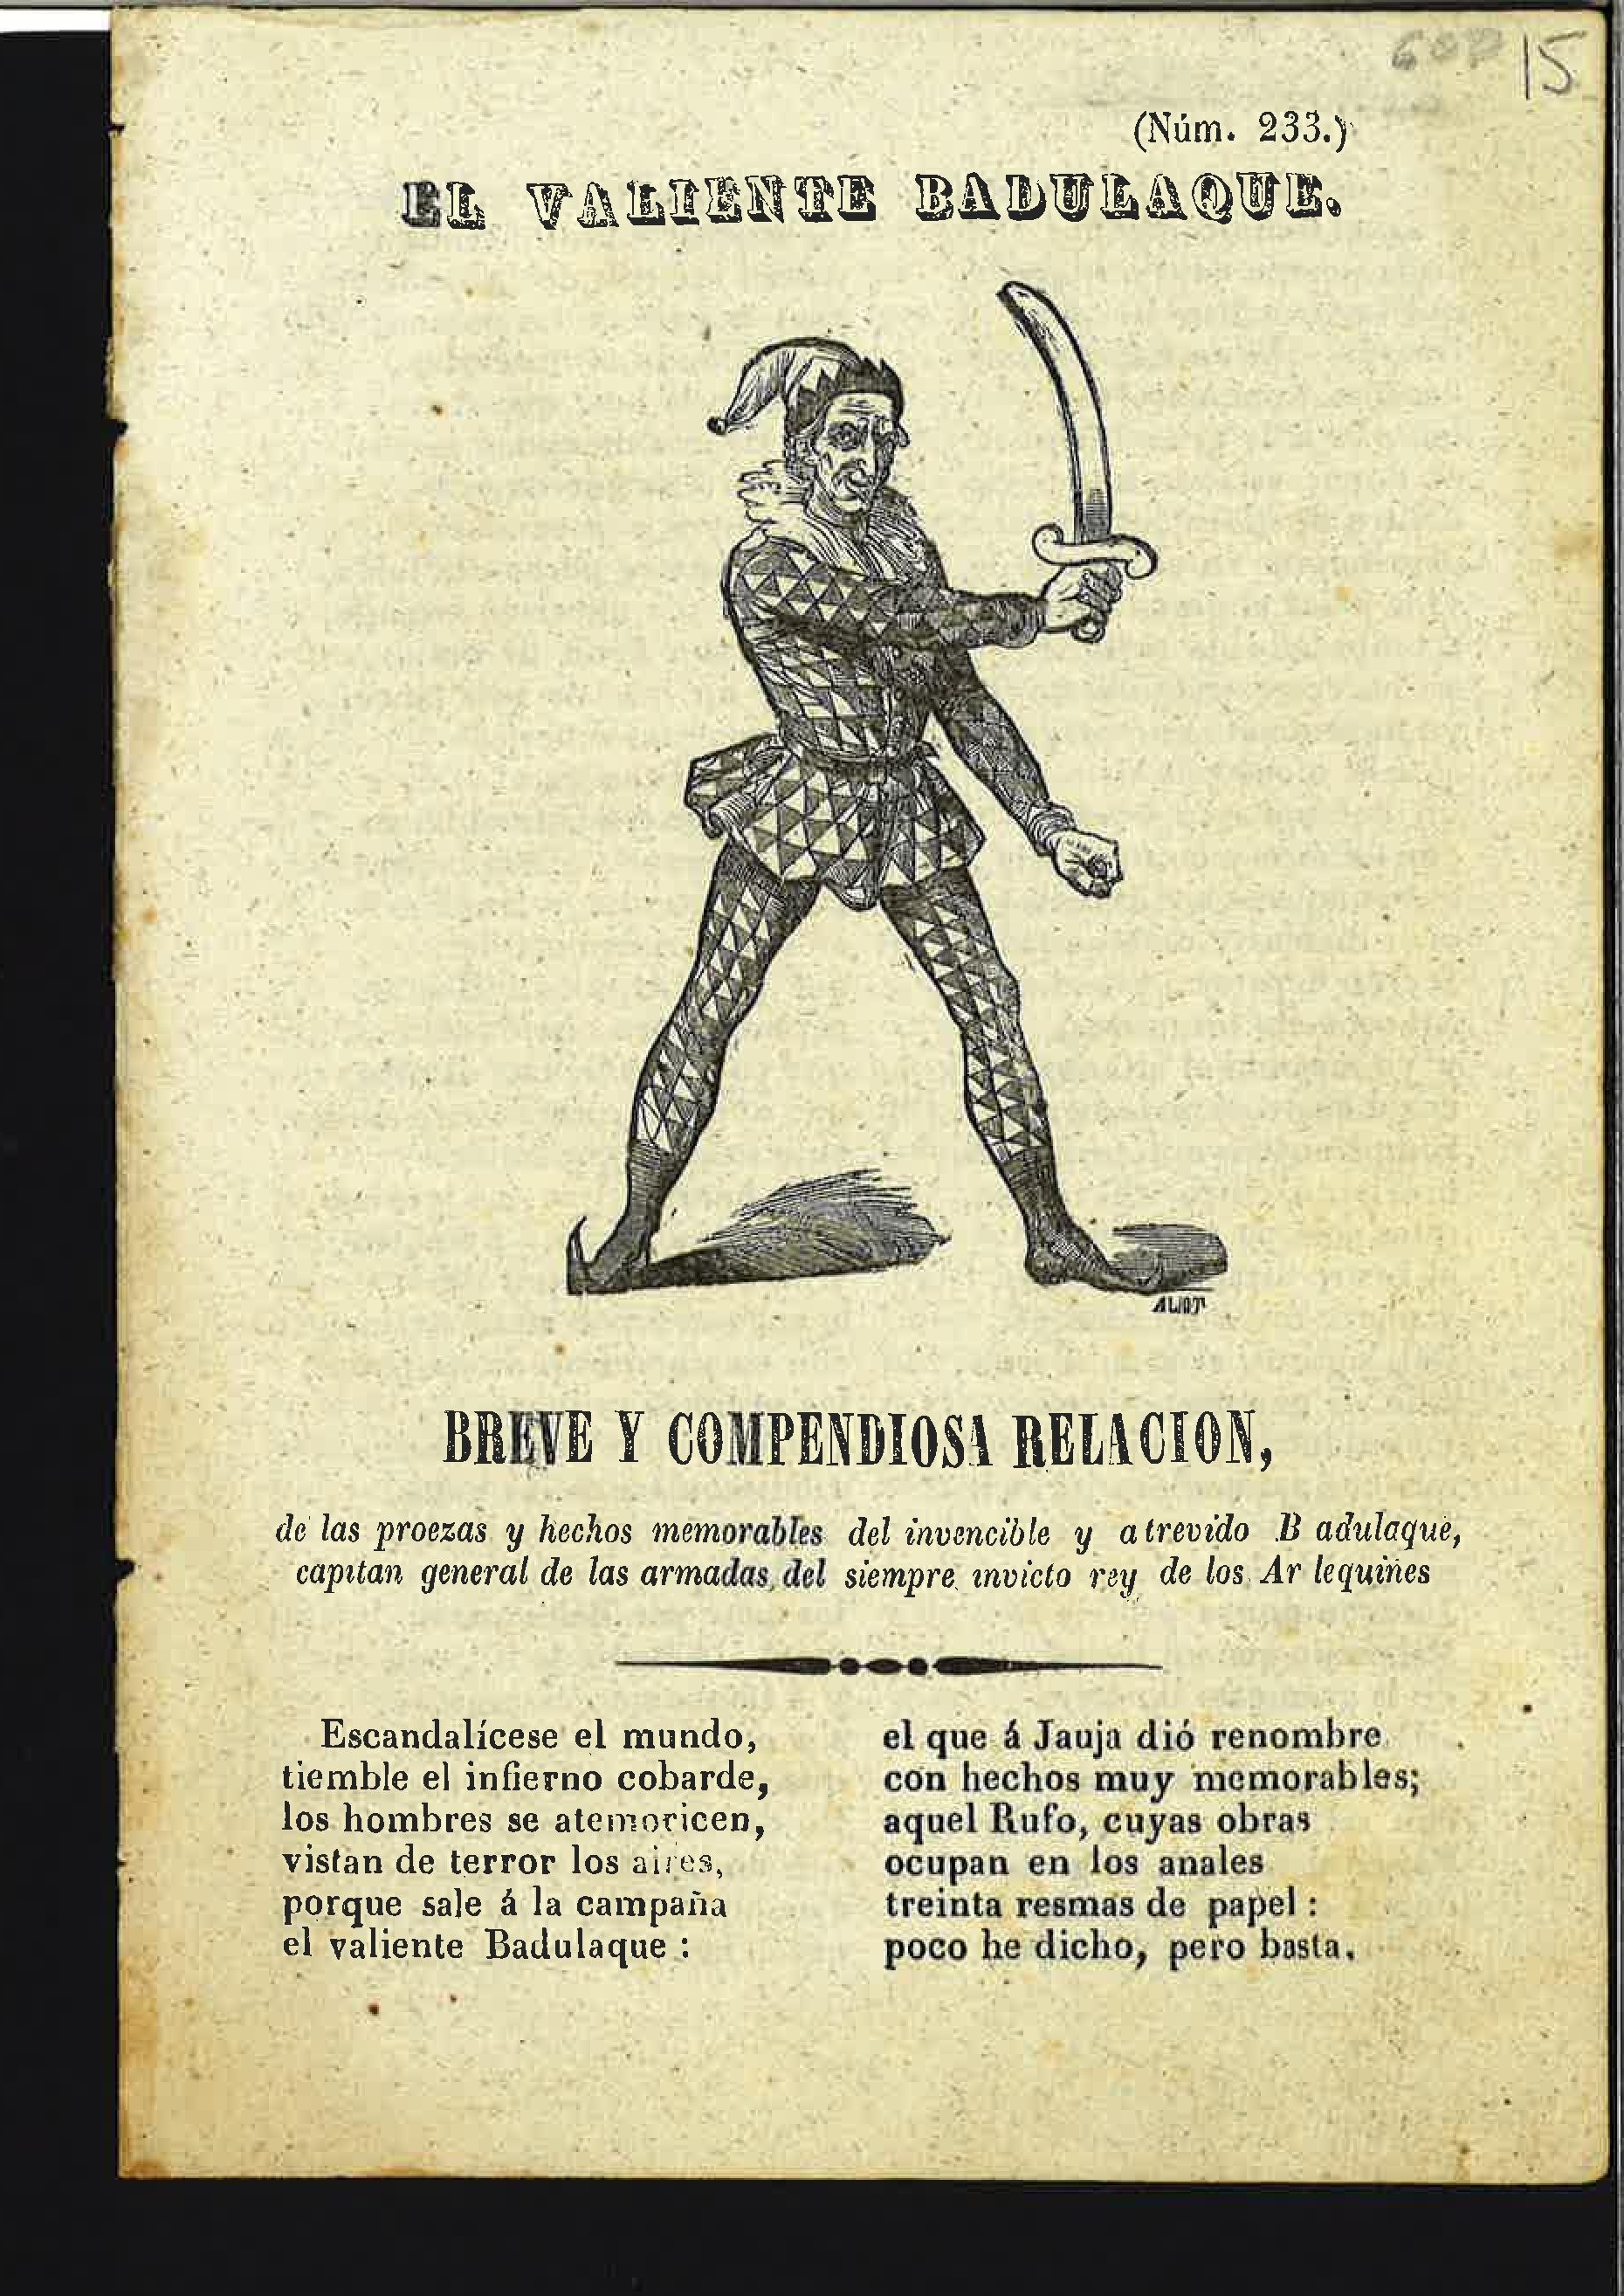 15
(Núm. 233.)
EL VALIENTE BADULAQUE.
BREVE Y COMPENDIOSA RELACION,
de las proezas y hechos memorables del invencible y atrevido Badulaque,
capitan general de las armadas del siempre invicto rey de los Arlequines
Escandalícese el mundo,
tiemble el infierno cobarde,
los hombres se atemoricen,
vistan de terror los aires,
porque sale á la campaña
el valiente Badulaque :
el que á Jauja dió renombre
con hechos muy memorables;
aquel Rufo, cuyas obras
ocupan en los anales
treinta resmas de papel :
poco he dicho, pero basta.